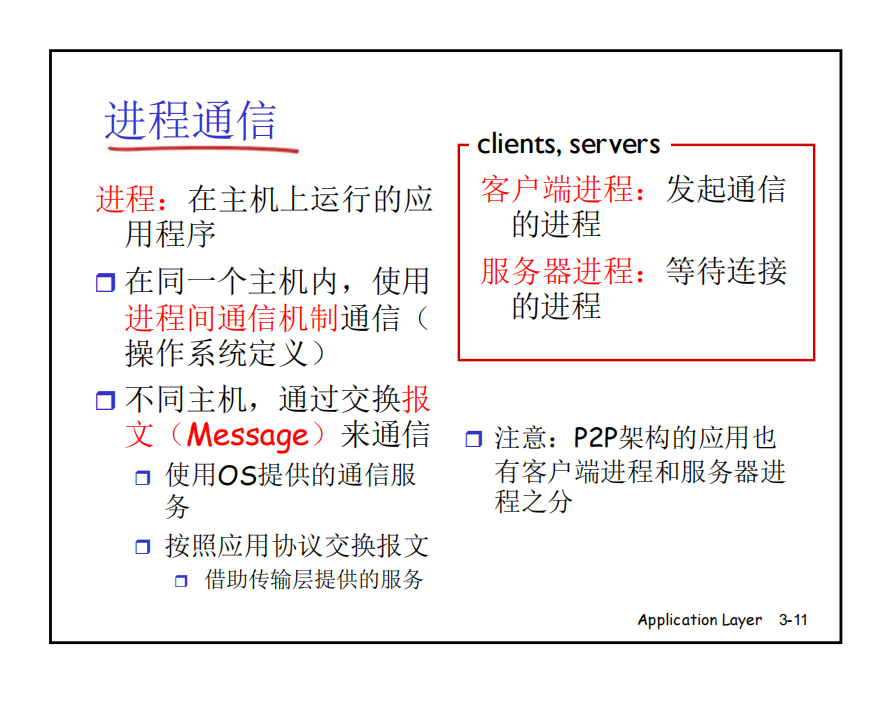 进程通信
进程：在主机上运行的应
用程序
在同一个主机内，使用
进程间通信机制通信（
操作系统定义）
不同主机，通过交换报
文（Message）来通信
使用OS提供的通信服
务
按照应用协议交换报文
借助传输层提供的服务
clients, servers
客户端进程：发起通信
的进程
服务器进程：等待连接
的进程
注意：P2P架构的应用也
有客户端进程和服务器进
程之分
Application Layer 3-11